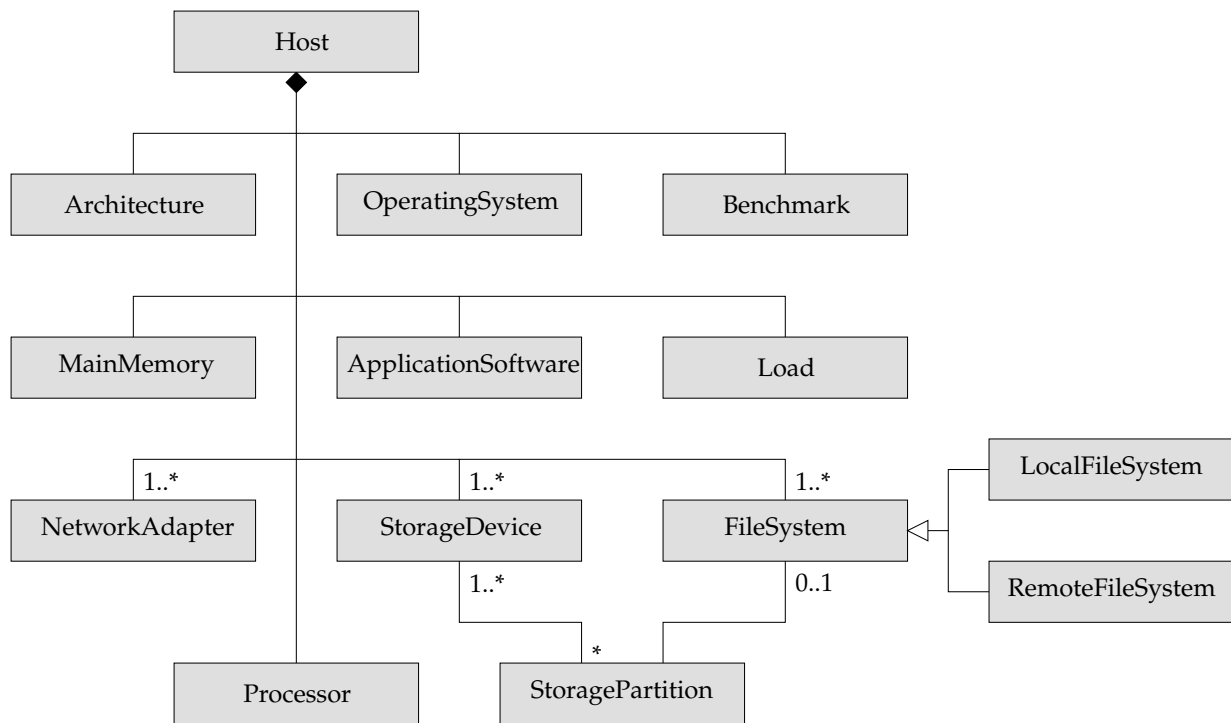 Host
Architecture
OperatingSystem
Benchmark
MainMemory
ApplicationSoftware
Load
1..*
1..*
1..*
LocalFileSystem
NetworkAdapter
StorageDevice
FileSystem
1..*
0..1
RemoteFileSystem
*
Processor
StoragePartition